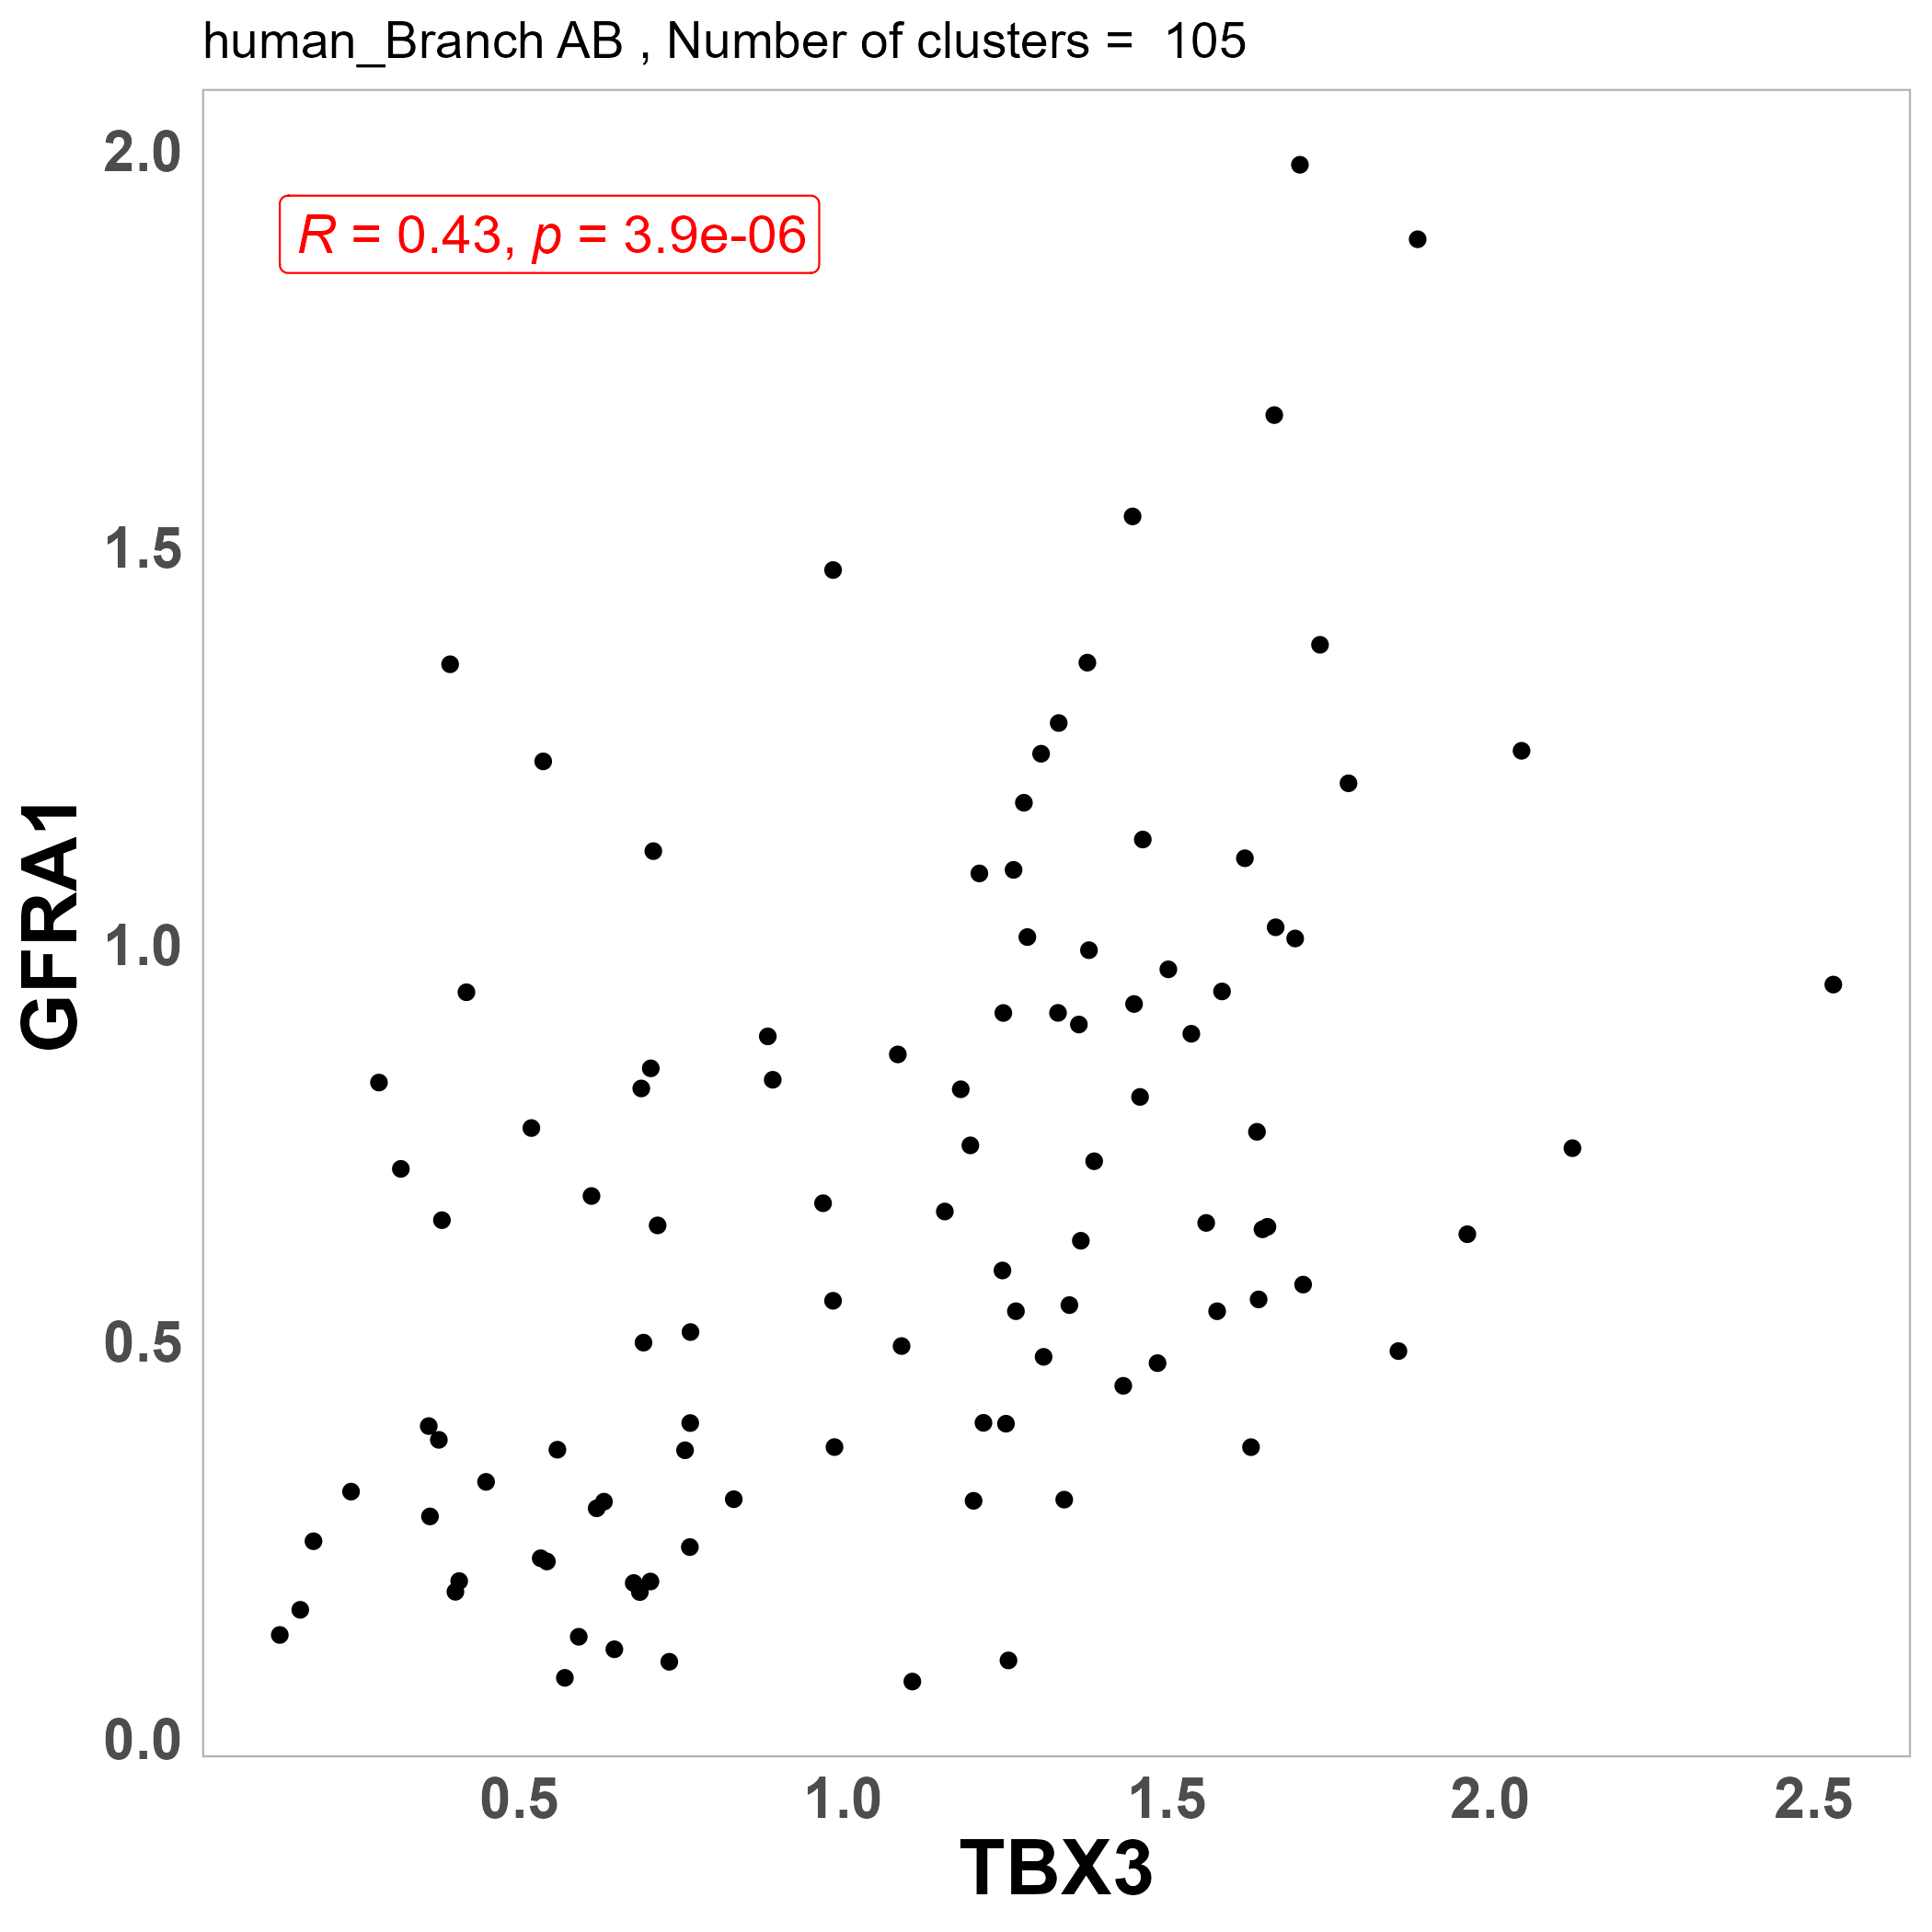 human_Branch AB , Number of clusters =  105
2.0
R = 0.43, p = 3.9e-06
1.5
GFRA1
1.0
0.5
0.0
0.5 1.0 1.5 2.0 2.5
TBX3